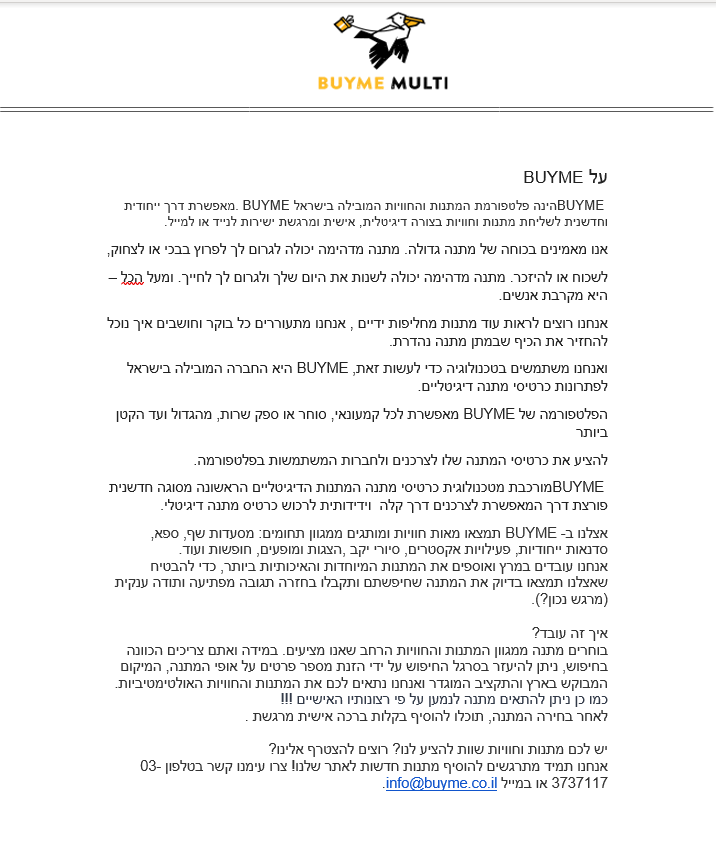 BUYME MULTI
על BUYME
BUYMEהינה פלטפורמת המתנות והחוויות המובילה בישראל BUYME .מאפשרת דרך ייחודית
וחדשנית לשליחת מתנות וחוויות בצורה דיגיטלית, אישית ומרגשת ישירות לנייד או למייל.
אנו מאמינים בכוחה של מתנה גדולה. מתנה מדהימה יכולה לגרום לך לפרוץ בבכי או לצחוק,
לשכוח או להיזכר. מתנה מדהימה יכולה לשנות את היום שלך ולגרום לך לחייך. ומעל הכל –
היא מקרבת אנשים.
אנחנו רוצים לראות עוד מתנות מחליפות ידיים , אנחנו מתעוררים כל בוקר וחושבים איך נוכל
להחזיר את הכיף שבמתן מתנה נהדרת.
ואנחנו משתמשים בטכנולוגיה כדי לעשות זאת, BUYME היא החברה המובילה בישראל
לפתרונות כרטיסי מתנה דיגיטליים.
הפלטפורמה של BUYME מאפשרת לכל קמעונאי, סוחר או ספק שרות, מהגדול ועד הקטן
ביותר
להציע את כרטיסי המתנה שלו לצרכנים ולחברות המשתמשות בפלטפורמה.
BUYMEמורכבת מטכנולוגית כרטיסי מתנה המתנות הדיגיטליים הראשונה מסוגה חדשנית
פורצת דרך המאפשרת לצרכנים דרך קלה  וידידותית לרכוש כרטיס מתנה דיגיטלי.
אצלנו ב- BUYME תמצאו מאות חוויות ומותגים ממגוון תחומים: מסעדות שף, ספא,
סדנאות ייחודיות, פעילויות אקסטרים, סיורי יקב ,הצגות ומופעים, חופשות ועוד.
אנחנו עובדים במרץ ואוספים את המתנות המיוחדות והאיכותיות ביותר, כדי להבטיח
שאצלנו תמצאו בדיוק את המתנה שחיפשתם ותקבלו בחזרה תגובה מפתיעה ותודה ענקית
(מרגש נכון?).
איך זה עובד?
בוחרים מתנה ממגוון המתנות והחוויות הרחב שאנו מציעים. במידה ואתם צריכים הכוונה
בחיפוש, ניתן להיעזר בסרגל החיפוש על ידי הזנת מספר פרטים על אופי המתנה, המיקום
המבוקש בארץ והתקציב המוגדר ואנחנו נתאים לכם את המתנות והחוויות האולטימטיביות.
כמו כן ניתן להתאים מתנה לנמען על פי רצונותיו האישיים !!!
לאחר בחירה המתנה, תוכלו להוסיף בקלות ברכה אישית מרגשת .
יש לכם מתנות וחוויות שוות להציע לנו? רוצים להצטרף אלינו?
אנחנו תמיד מתרגשים להוסיף מתנות חדשות לאתר שלנו! צרו עימנו קשר בטלפון 03-
3737117 או במייל info@buyme.co.il.